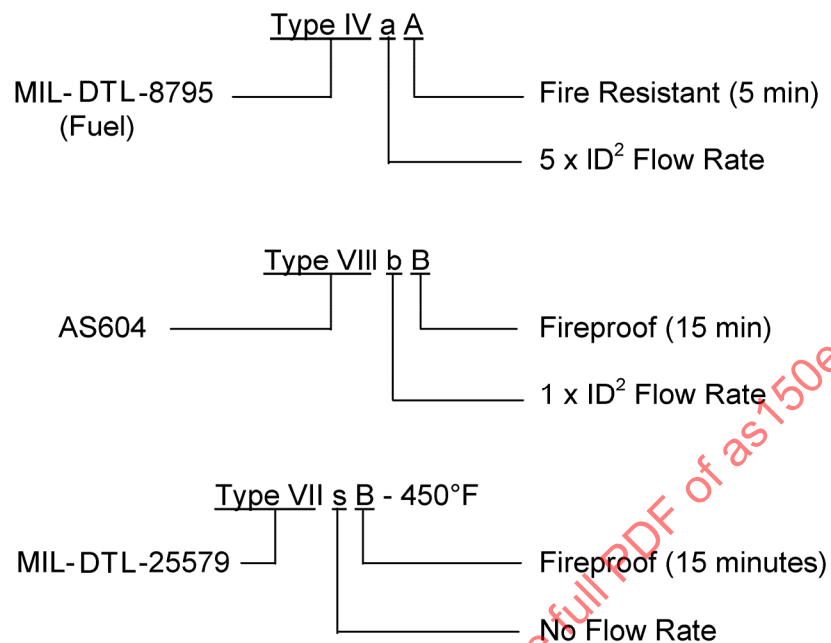 Type IV a A
MIL-DTL-8795
(Fuel)
Fire Resistant (5 min)
5 x ID² Flow Rate
Type VIII b B
AS604
Fireproof (15 min)
1 x ID² Flow Rate
Type VII s B - 450°F
MIL-DTL-25579
Fireproof (15 minutes)
No Flow Rate
full PDF of as150e